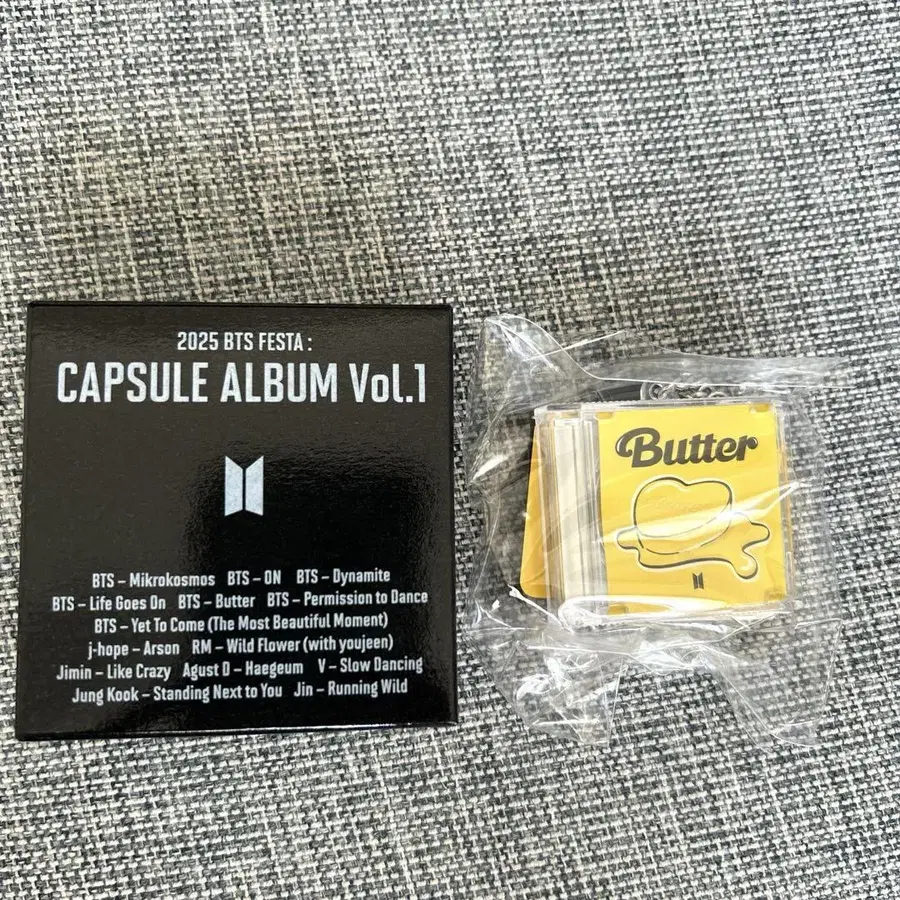 2025 BTS FESTA :
CAPSULE ALBUM Vol.1
BTS – Mikrokosmos BTS – ON BTS – Dynamite
BTS – Life Goes On BTS – Butter BTS – Permission to Dance
BTS – Yet To Come (The Most Beautiful Moment)
j-hope – Arson RM – Wild Flower (with youjeen)
Jimin – Like Crazy Agust D – Haegeum V – Slow Dancing
Jung Kook – Standing Next to You Jin – Running Wild
Butter